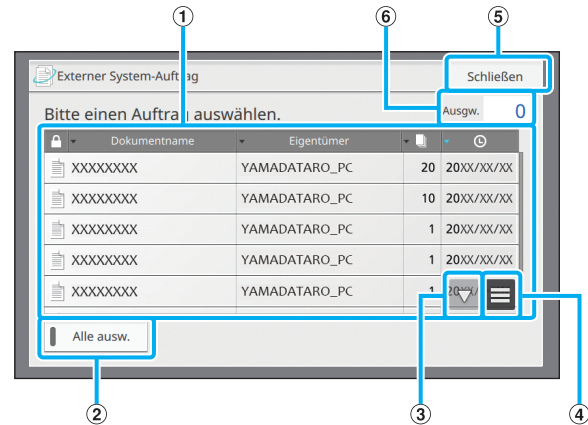 ① ⑥ ⑤
Externer System-Auftrag Schließen
Bitte einen Auftrag auswählen. Ausgw. 0
Dokumentname Eigentümer
XXXXXXXX YAMADATARO_PC 20 20XX/XX/XX
XXXXXXXX YAMADATARO_PC 10 20XX/XX/XX
XXXXXXXX YAMADATARO_PC 1 20XX/XX/XX
XXXXXXXX YAMADATARO_PC 1 20XX/XX/XX
XXXXXXXX YAMADATARO_PC 1
Alle ausw.
② ③ ④